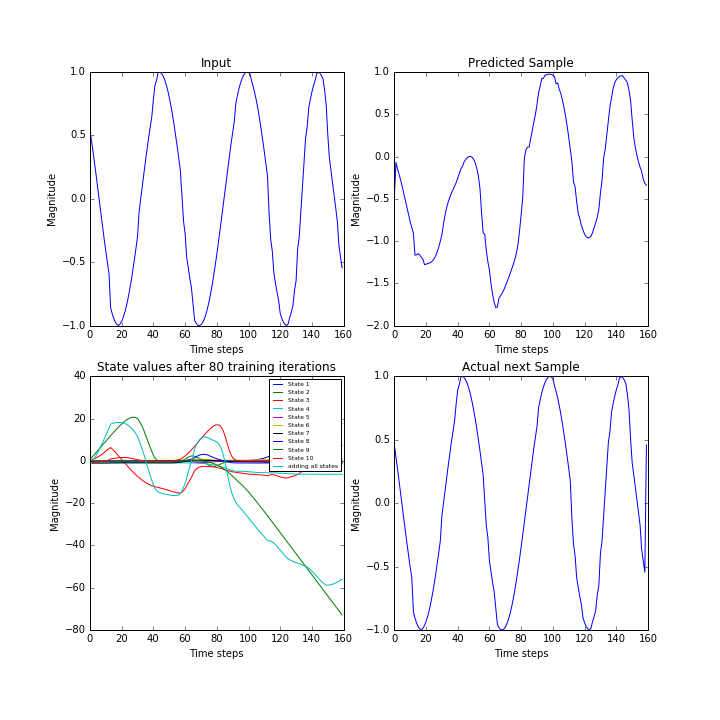 Input
1.0
0.5
0.0
−0.5
−1.0
Magnitude
0 20 40 60 80 100 120 140 160
Time steps
Predicted Sample
1.0
0.5
0.0
−0.5
−1.0
−1.5
−2.0
Magnitude
0 20 40 60 80 100 120 140 160
Time steps
State values after 80 training iterations
40
20
0
−20
−40
−60
−80
Magnitude
0 20 40 60 80 100 120 140 160
Time steps
State 1
State 2
State 3
State 4
State 5
State 6
State 7
State 8
State 9
State 10
adding all states
Actual next Sample
1.0
0.5
0.0
−0.5
−1.0
Magnitude
0 20 40 60 80 100 120 140 160
Time steps